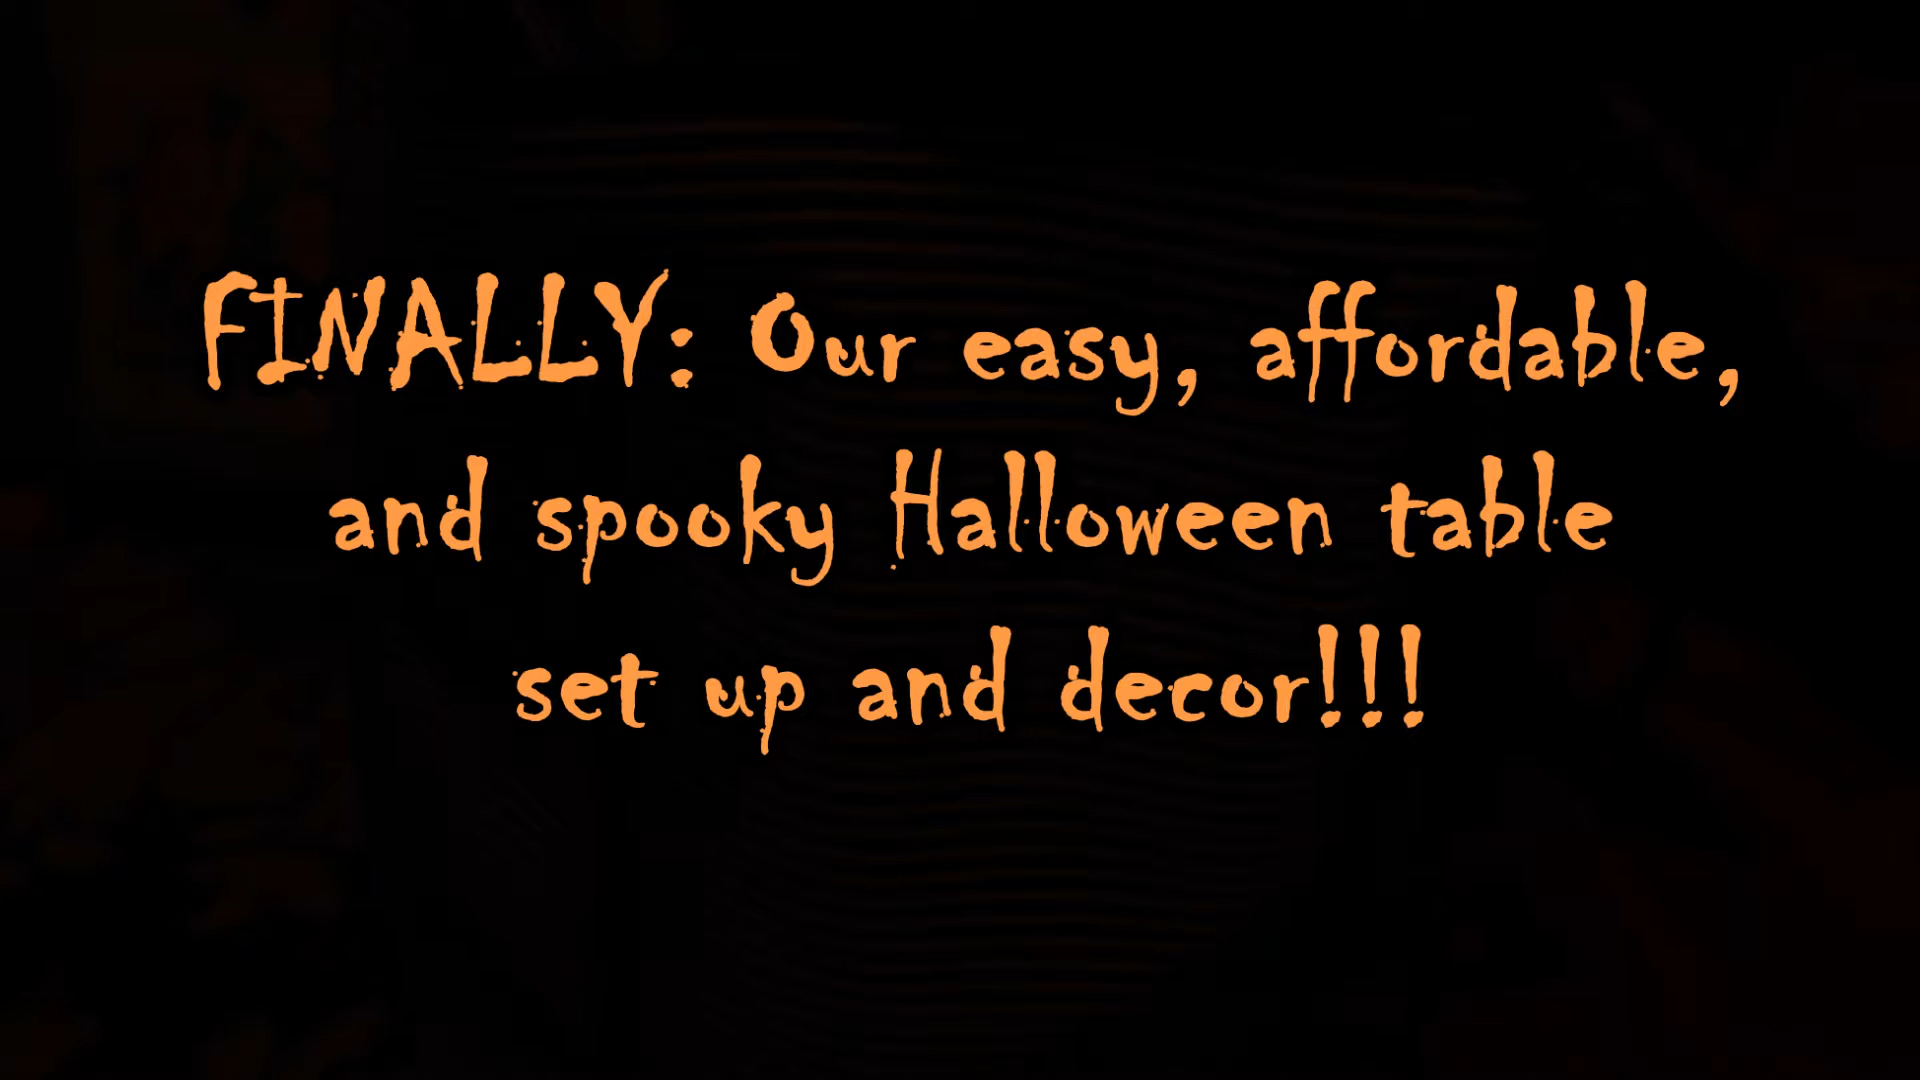 FINALLY: Our easy, affordable,
and spooky Halloween table
set up and decor!!!